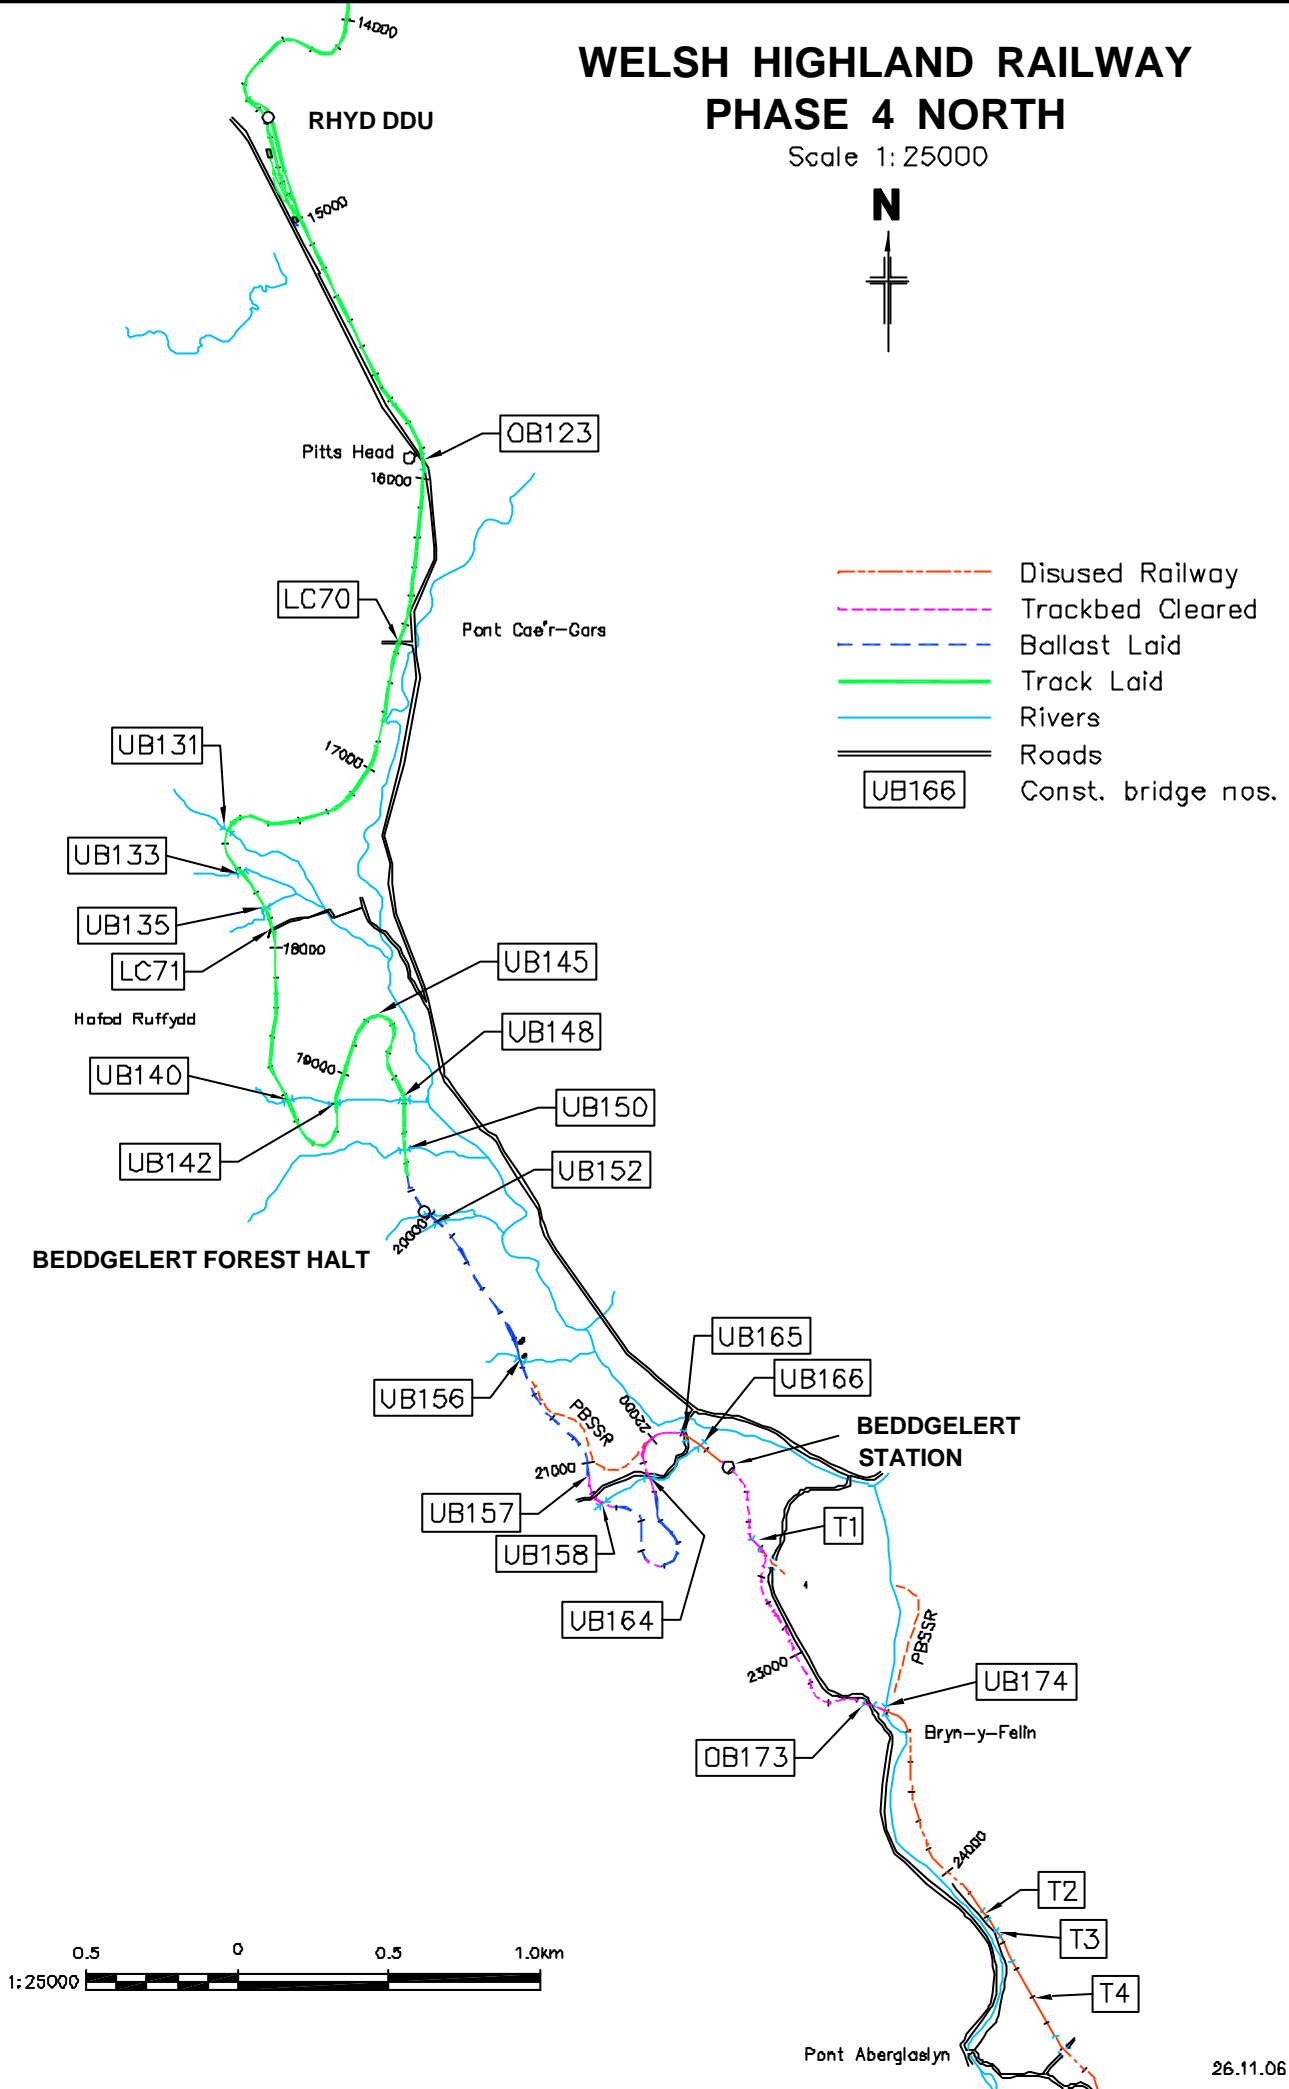 WELSH HIGHLAND RAILWAY
PHASE 4 NORTH
Scale 1:25000
N
14000
RHYD DDU
15000
OB123
Pitts Head
16000
LC70
Pont Cae'r-Gars
Disused Railway
Trackbed Cleared
Ballast Laid
Track Laid
Rivers
Roads
UB166
Const. bridge nos.
UB131
17000
UB133
UB135
18000
LC71
UB145
Hafod Ruffydd
UB148
19000
UB140
UB150
UB142
UB152
20000
BEDDGELERT FOREST HALT
UB165
UB166
UB156
PBSSR
22000
BEDDGELERT
STATION
21000
UB157
T1
UB158
UB164
PBSSR
23000
UB174
Bryn-y-Felin
OB173
24000
T2
T3
T4
0.5
0
0.5
1.0km
1:25000
Pont Aberglaslyn
26.11.06